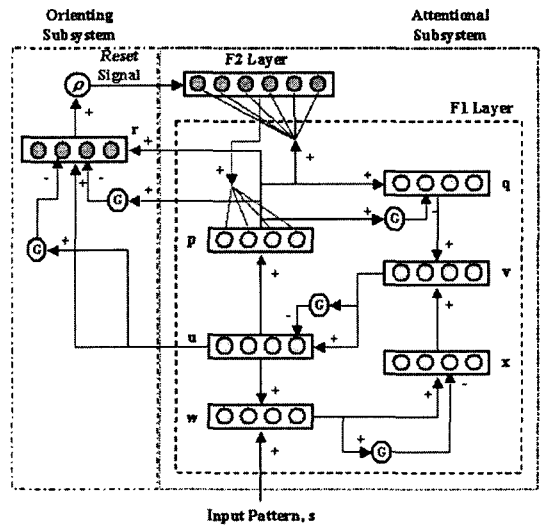 Orienting
Subsystem
Attentional
Subsystem
Reset
Signal
F2 Layer
ρ
+
F1 Layer
r
+
+
-
+
-
+
+
G
+
+
q
+
G
-
G
+
p
+
+
v
G
-
+
+
u
+
+
x
w
+
-
+
G
+
Input Pattern, s